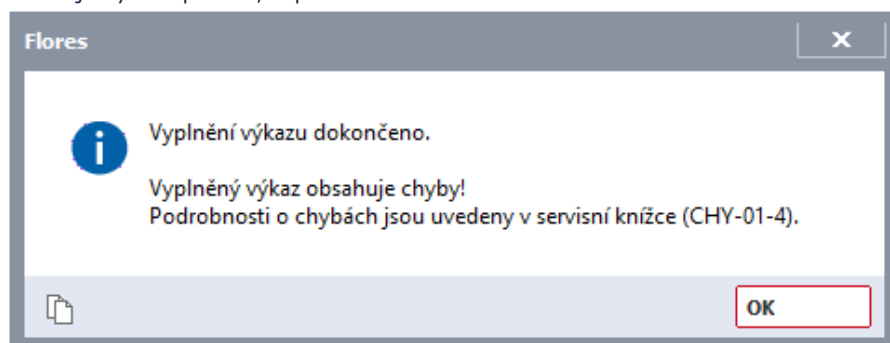 Flores
Vyplnění výkazu dokončeno.
Vyplněný výkaz obsahuje chyby!
Podrobnosti o chybách jsou uvedeny v servisní knížce (CHY-01-4).
OK